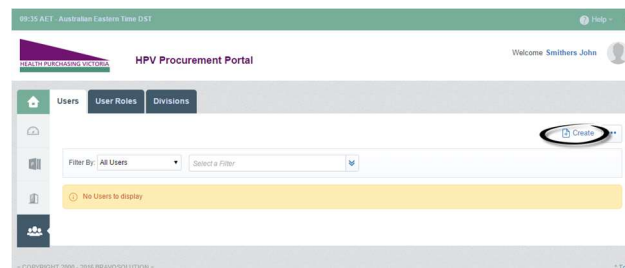 09:35 AET - Australian Eastern Time DST
Help
HEALTH PURCHASING VICTORIA
HPV Procurement Portal
Welcome Smithers John
Users
User Roles
Divisions
Create
Filter By: All Users
Select a Filter
No Users to display